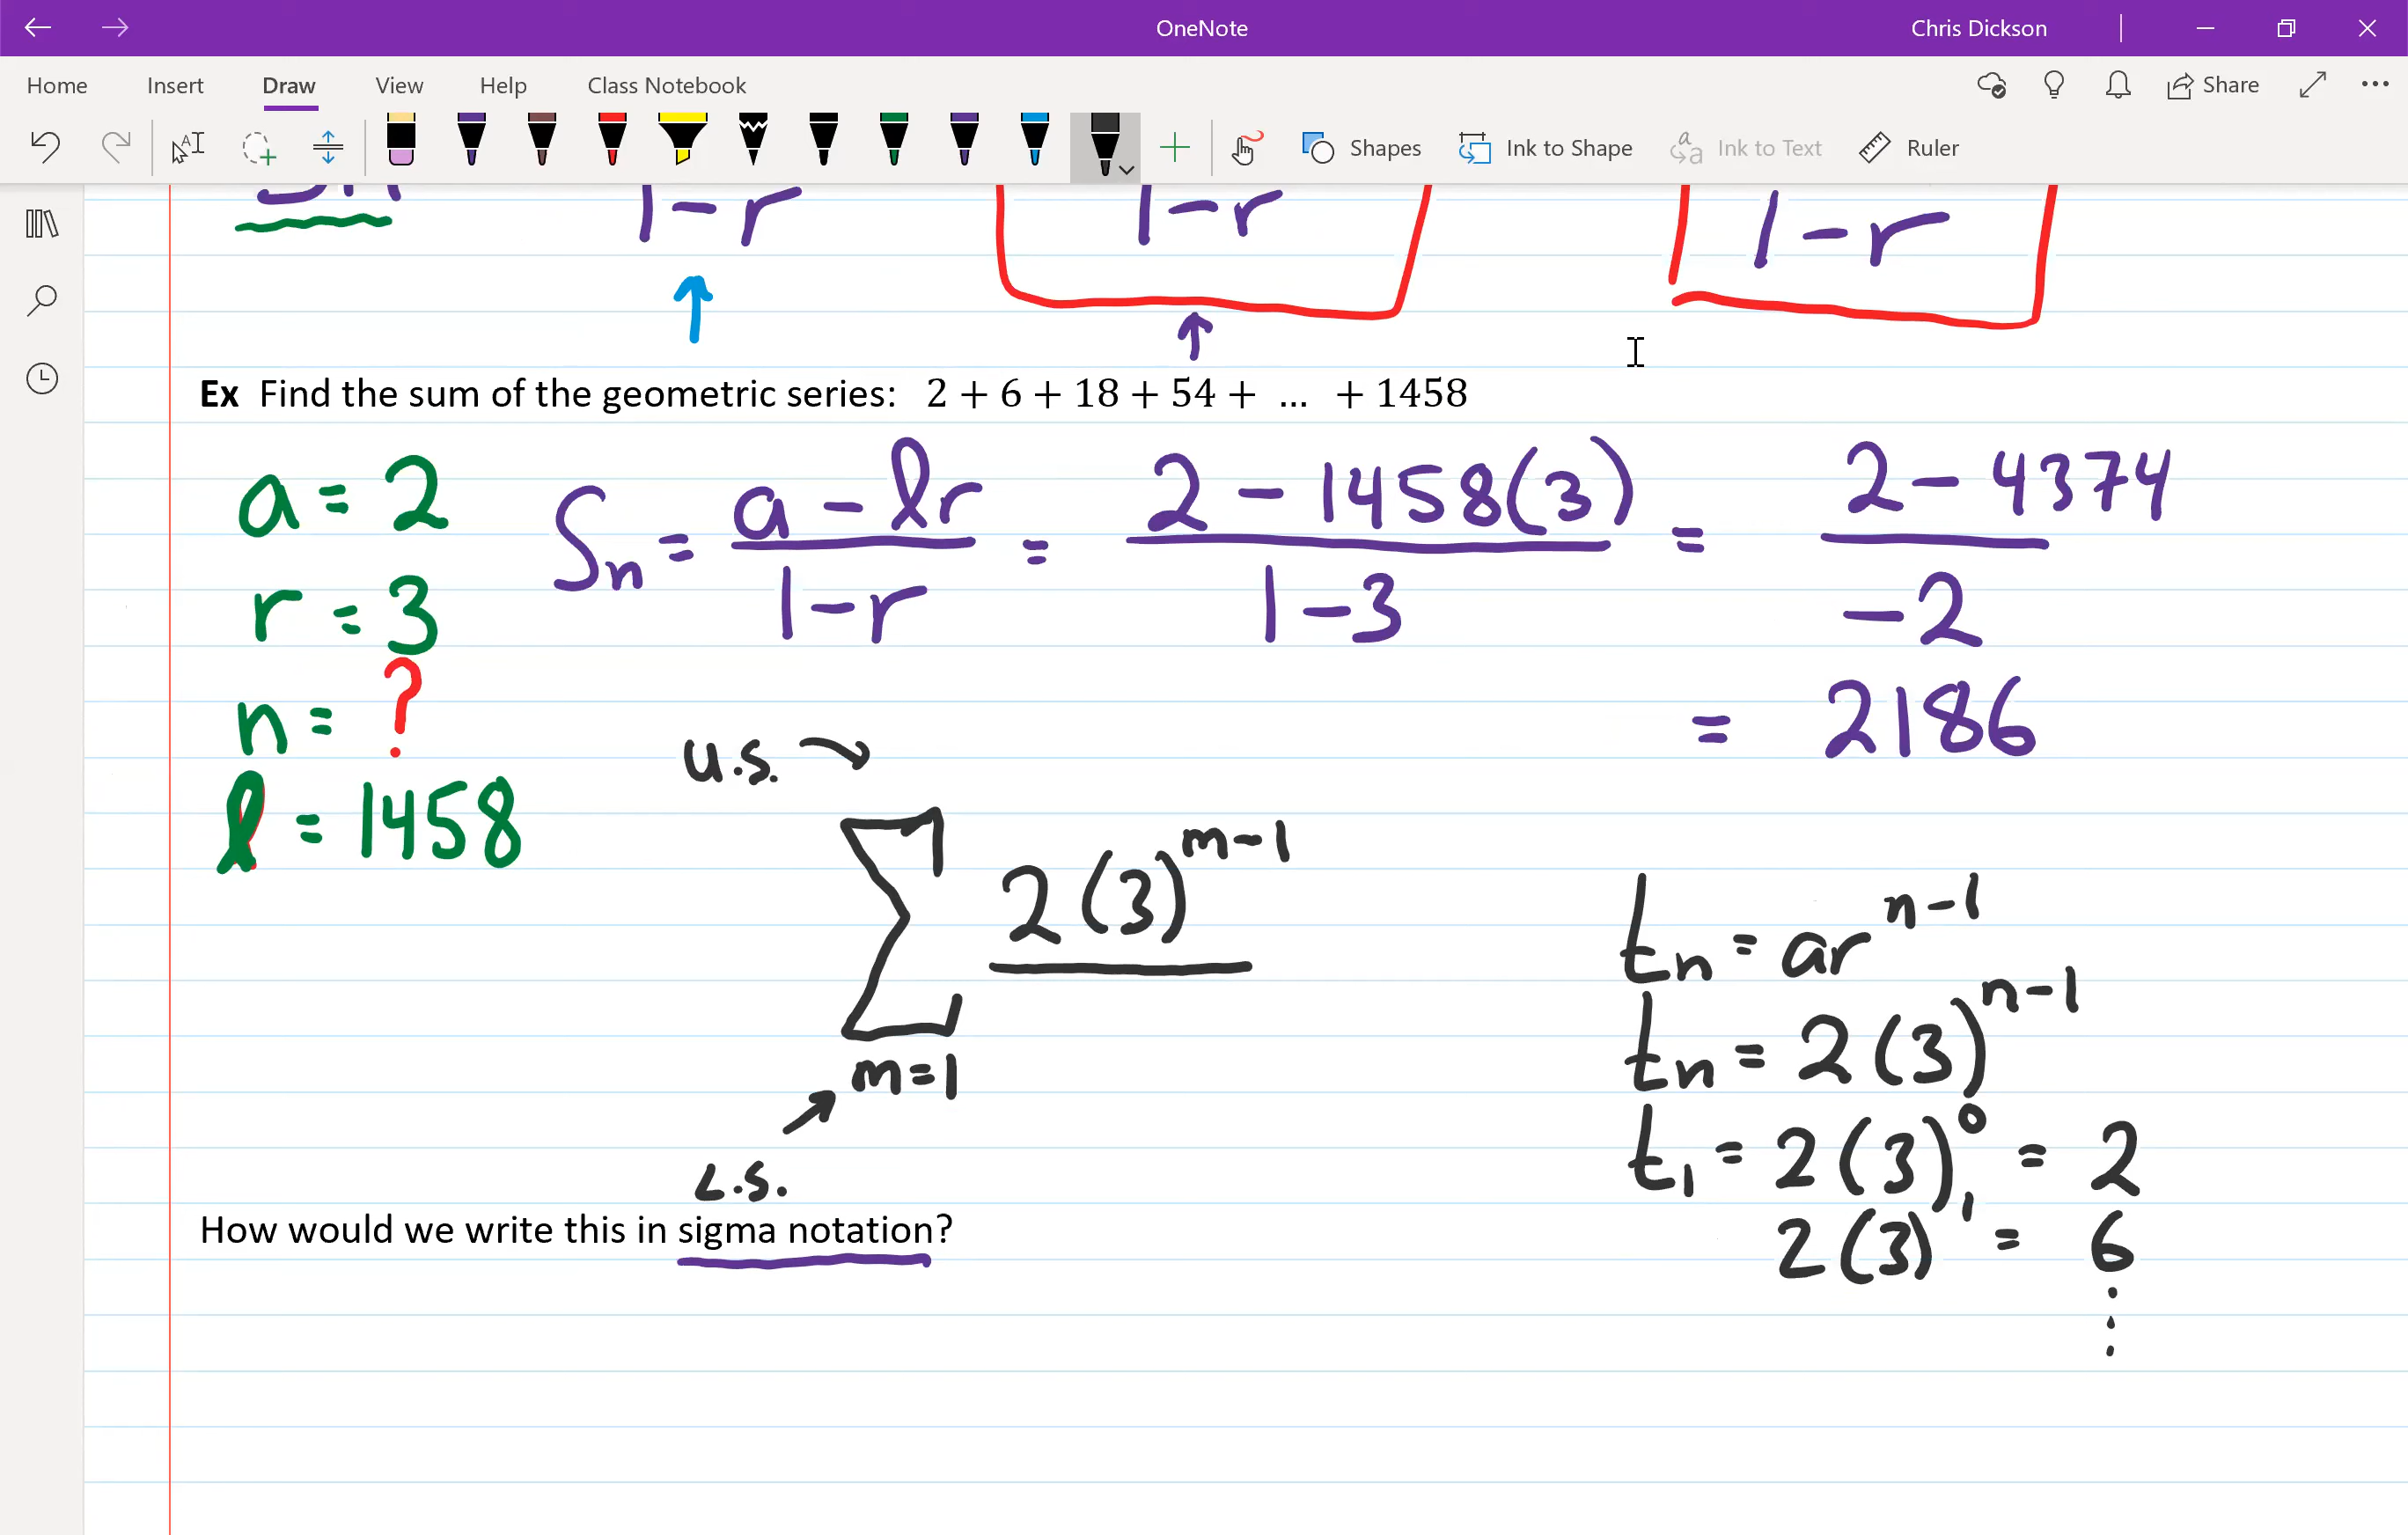 OneNote
Chris Dickson
Home Insert Draw View Help Class Notebook Share
Shapes Ink to Shape Ink to Text Ruler
1-r 1-r 1-r
Ex Find the sum of the geometric series: 2 + 6 + 18 + 54 + ... + 1458
a = 2
r = 3
n = ?
l = 1458
Sn = (a - lr)/(1-r) = (2 - 1458(3))/(1-3) = (2 - 4374)/(-2)
= 2186
u.s.
∑ 2(3)^(m-1)
m=1
L.s.
tn = ar^(n-1)
tn = 2(3)^(n-1)
t1 = 2(3)^0 = 2
2(3)^1 = 6
How would we write this in sigma notation?